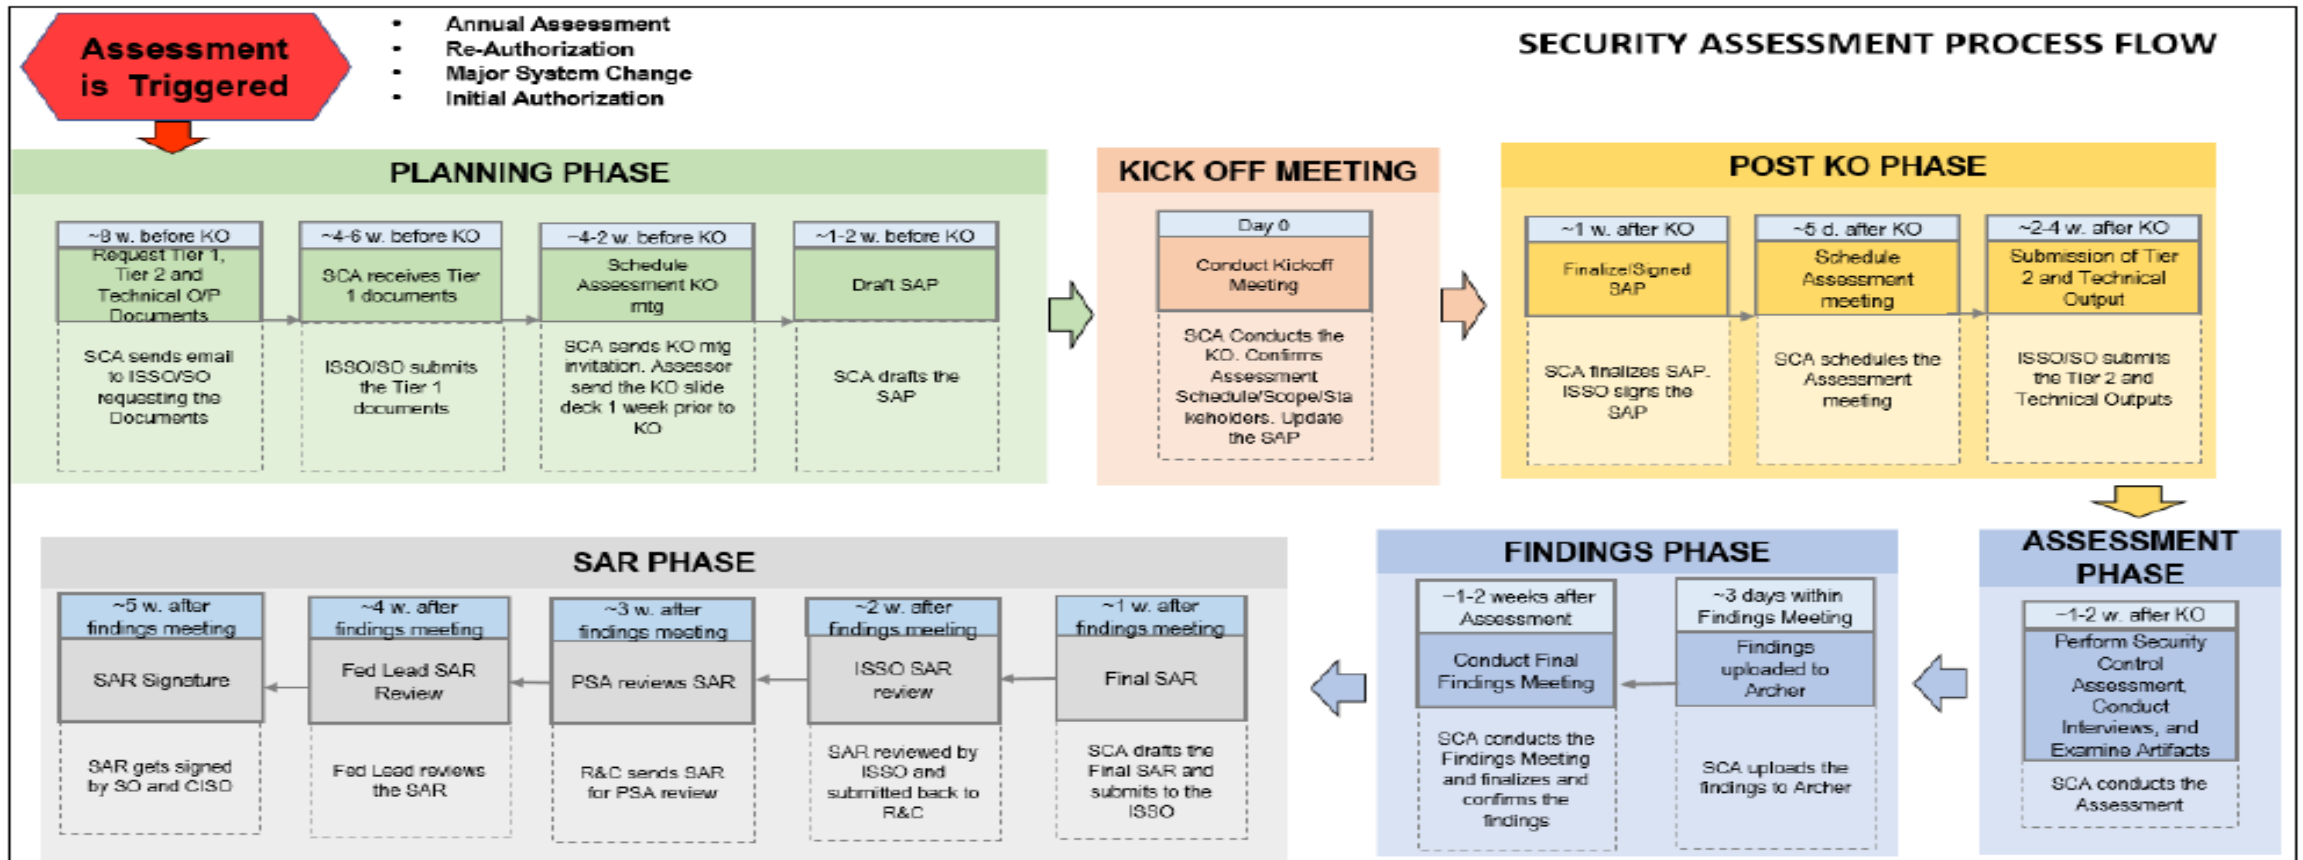 Assessment
is Triggered
• Annual Assessment
• Re-Authorization
• Major System Change
• Initial Authorization
SECURITY ASSESSMENT PROCESS FLOW
PLANNING PHASE
~8 w. before KO
Request Tier 1,
Tier 2 and
Technical O/P
Documents
SCA sends email
to ISSO/SO
requesting the
Documents
~4-6 w. before KO
SCA receives Tier
1 documents
ISSO/SO submits
the Tier 1
documents
~4-2 w. before KO
Schedule
Assessment KO
mtg
SCA sends KO mtg
invitation. Assessor
send the KO slide
deck 1 week prior to
KO
~1-2 w. before KO
Draft SAP
SCA drafts the
SAP
KICK OFF MEETING
Day 0
Conduct Kickoff
Meeting
SCA Conducts the
KO. Confirms
Assessment
Schedule/Scope/Sta
keholders. Update
the SAP
POST KO PHASE
~1 w. after KO
Finalize/Signed
SAP
SCA finalizes SAP.
ISSO signs the
SAP
~5 d. after KO
Schedule
Assessment
meeting
SCA schedules the
Assessment
meeting
~2-4 w. after KO
Submission of Tier
2 and Technical
Output
ISSO/SO submits
the Tier 2 and
Technical Outputs
ASSESSMENT
PHASE
~1-2 w. after KO
Perform Security
Control
Assessment,
Conduct
Interviews, and
Examine Artifacts
SCA conducts the
Assessment
FINDINGS PHASE
~3 days within
Findings Meeting
Findings
uploaded to
Archer
SCA uploads the
findings to Archer
~1-2 weeks after
Assessment
Conduct Final
Findings Meeting
SCA conducts the
Findings Meeting
and finalizes and
confirms the
findings
SAR PHASE
~1 w. after
findings meeting
Final SAR
SCA drafts the
Final SAR and
submits to the
ISSO
~2 w. after
findings meeting
ISSO SAR
review
SAR reviewed by
ISSO and
submitted back to
R&C
~3 w. after
findings meeting
PSA reviews SAR
R&C sends SAR
for PSA review
~4 w. after
findings meeting
Fed Lead SAR
Review
Fed Lead reviews
the SAR
~5 w. after
findings meeting
SAR Signature
SAR gets signed
by SO and CISO